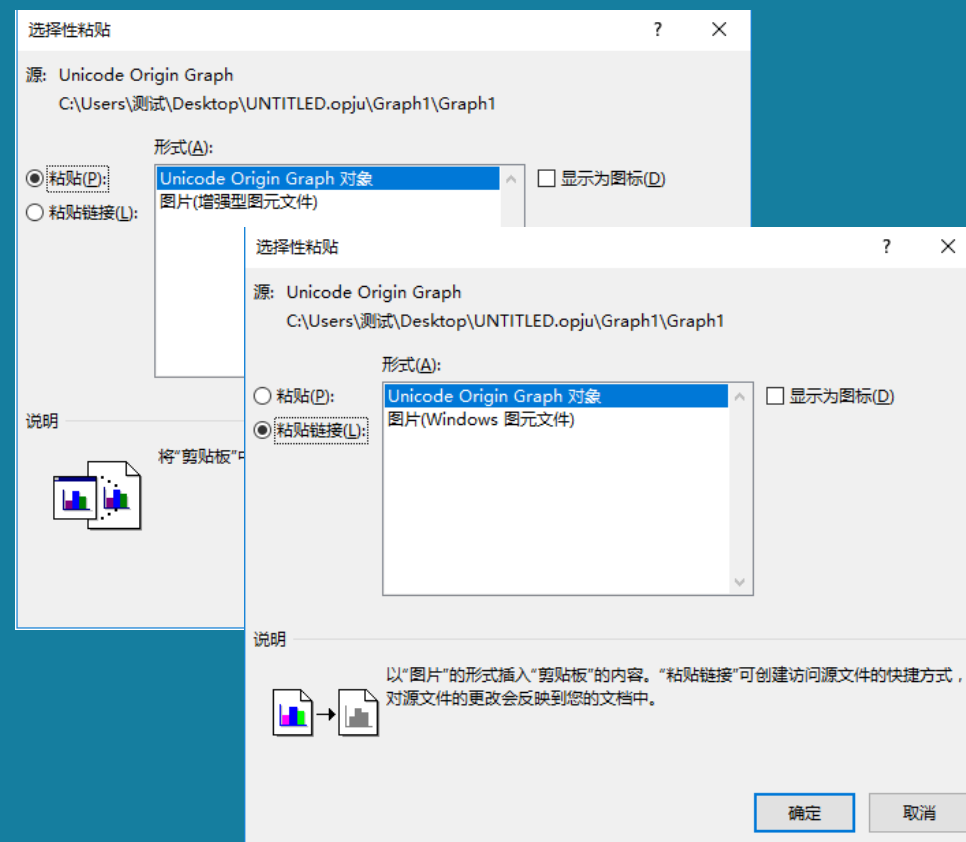 选择性粘贴
源: Unicode Origin Graph
C:\Users\测试\Desktop\UNTITLED.opju\Graph1\Graph1
形式(A):
粘贴(P):
粘贴链接(L):
Unicode Origin Graph 对象
图片(增强型图元文件)
显示为图标(D)
说明
将“剪贴板”中
选择性粘贴
源: Unicode Origin Graph
C:\Users\测试\Desktop\UNTITLED.opju\Graph1\Graph1
形式(A):
粘贴(P):
粘贴链接(L):
Unicode Origin Graph 对象
图片(Windows 图元文件)
显示为图标(D)
说明
以“图片”的形式插入“剪贴板”的内容。“粘贴链接”可创建访问源文件的快捷方式，
对源文件的更改会反映到您的文档中。
确定
取消